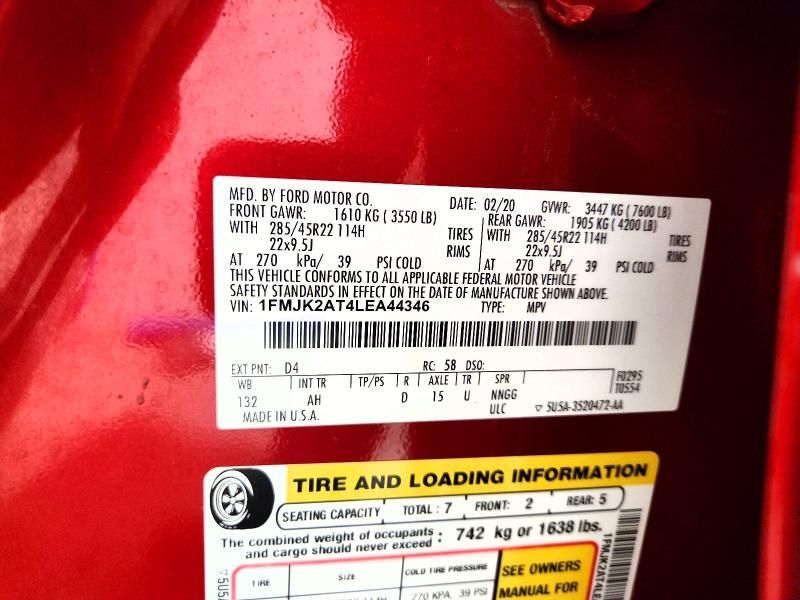 MFD. BY FORD MOTOR CO. DATE: 02/20 GVWR: 3447 KG ( 7600 LB)
FRONT GAWR: 1610 KG ( 3550 LB) REAR GAWR: 1905 KG ( 4200 LB)
WITH 285/45R22 114H TIRES WITH 285/45R22 114H TIRES
22x9.5J RIMS 22x9.5J RIMS
AT 270 kPa/ 39 PSI COLD AT 270 kPa/ 39 PSI COLD
THIS VEHICLE CONFORMS TO ALL APPLICABLE FEDERAL MOTOR VEHICLE
SAFETY STANDARDS IN EFFECT ON THE DATE OF MANUFACTURE SHOWN ABOVE.
VIN: 1FMJK2AT4LEA44346 TYPE: MPV
EXT PNT: D4 RC: 58 DSO:
WB INT TR TP/PS R AXLE TR SPR F0295
132 AH D 15 U NNGG T0554
MADE IN U.S.A. ULC ▽ 5U5A-3520472-AA
TIRE AND LOADING INFORMATION
SEATING CAPACITY TOTAL : 7 FRONT: 2 REAR: 5
The combined weight of occupants and cargo should never exceed : 742 kg or 1638 lbs.
TIRE SIZE COLD TIRE PRESSURE SEE OWNERS
270 KPA, 39 PSI MANUAL FOR
1FMJK2AT4LE
▽5U5A